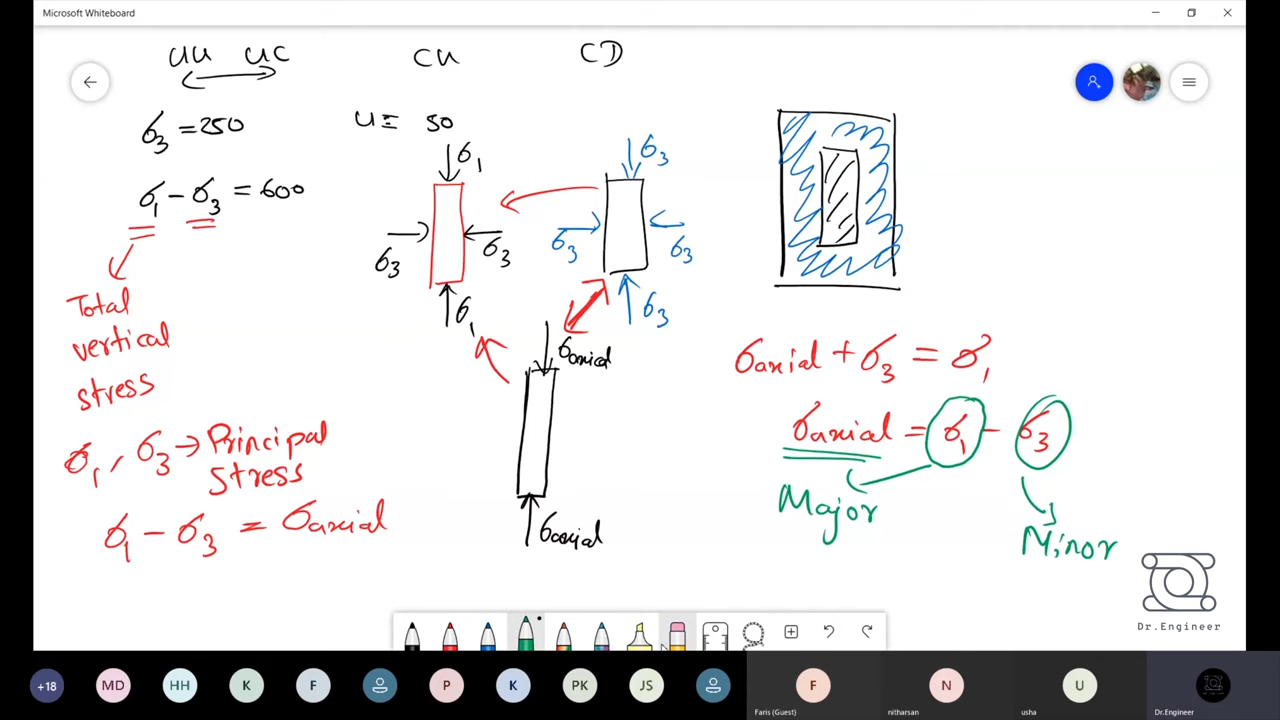 Microsoft Whiteboard
UU UC CU CD
σ3 = 250
U = 50
σ1 - σ3 = 600
Total
vertical
stress
σ1, σ3 → Principal
stress
σ1 - σ3 = σaxial
σ1
σ3
σ3
σ1
σ3
σ3
σ3
σ3
σaxial
σaxial
σaxial + σ3 = σ1
σaxial = σ1 - σ3
Major
Minor
Dr.Engineer
+18 MD HH K F P K PK JS F N U
Faris (Guest) nitharsan usha Dr.Engineer